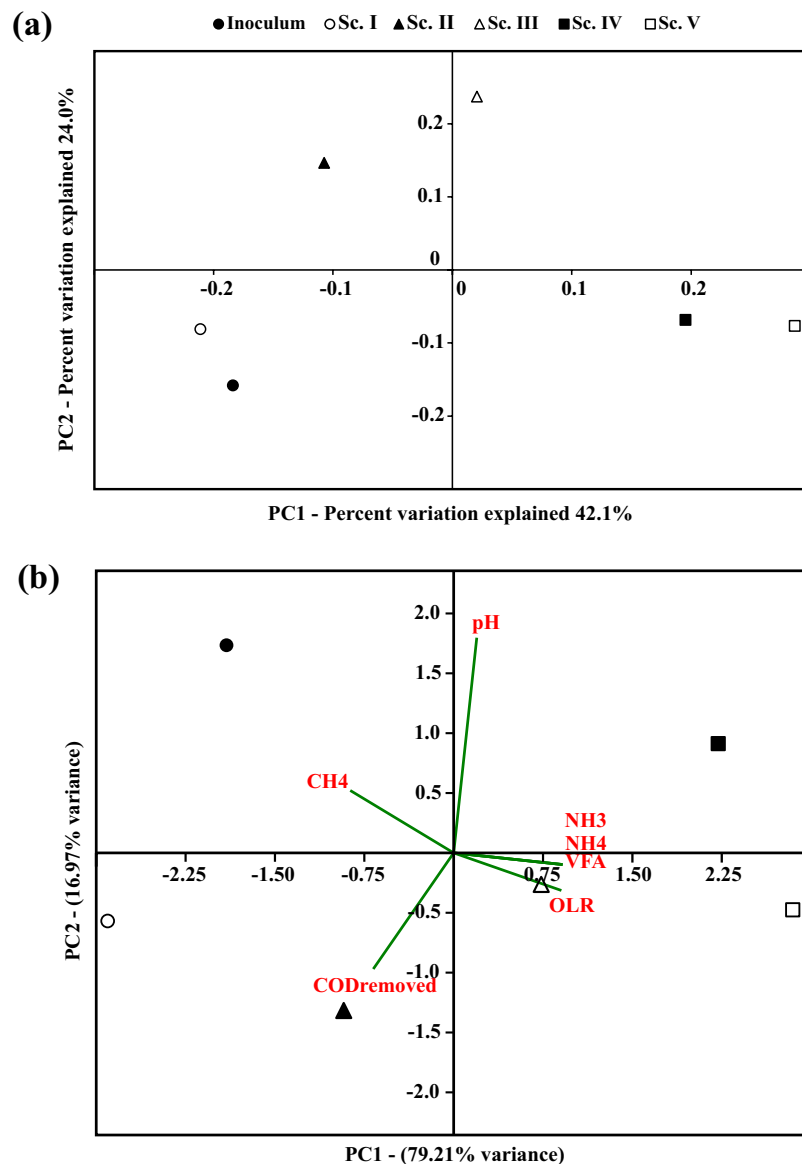 (a)
Inoculum Sc. I Sc. II Sc. III Sc. IV Sc. V
PC2 - Percent variation explained 24.0%
0.2
0.1
0
-0.2 -0.1 0 0.1 0.2
-0.1
-0.2
PC1 - Percent variation explained 42.1%
(b)
PC2 - (16.97% variance)
2.0
pH
1.5
1.0
CH4
0.5
NH3
NH4
VFA
-2.25 -1.50 -0.75 0.75 1.50 2.25
OLR
-0.5
-1.0
CODremoved
-1.5
-2.0
PC1 - (79.21% variance)